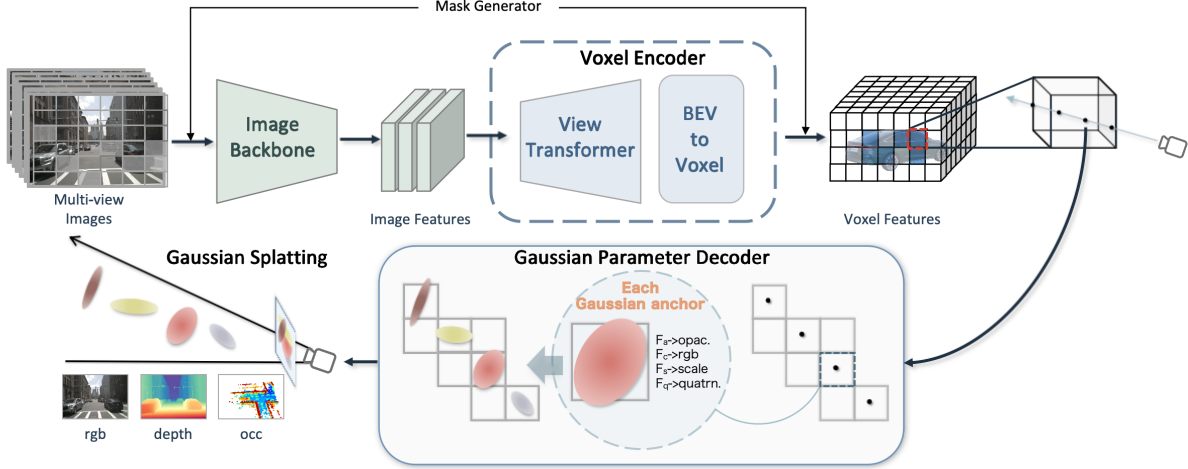 Mask Generator
Voxel Encoder
Image
Backbone
View
Transformer
BEV
to
Voxel
Multi-view
Images
Image Features
Voxel Features
Gaussian Splatting
Gaussian Parameter Decoder
Each
Gaussian anchor
Fa->opac.
Fc->rgb
Fs->scale
Fq->quatrn.
rgb
depth
occ